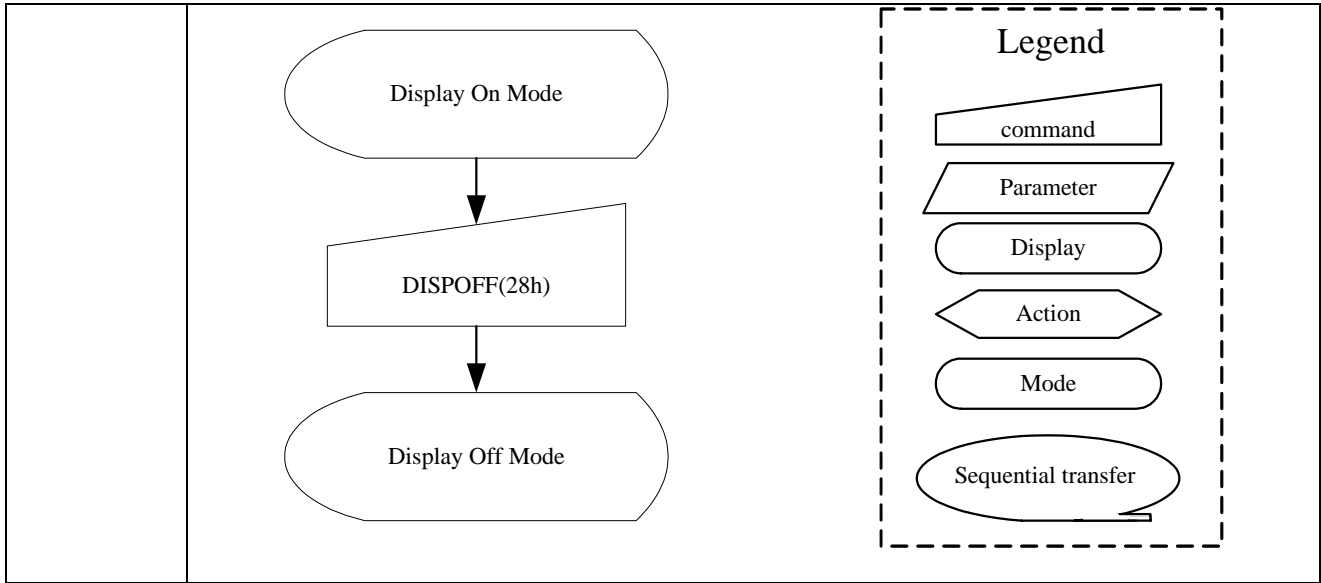 Display On Mode
DISPOFF(28h)
Display Off Mode
Legend
command
Parameter
Display
Action
Mode
Sequential transfer